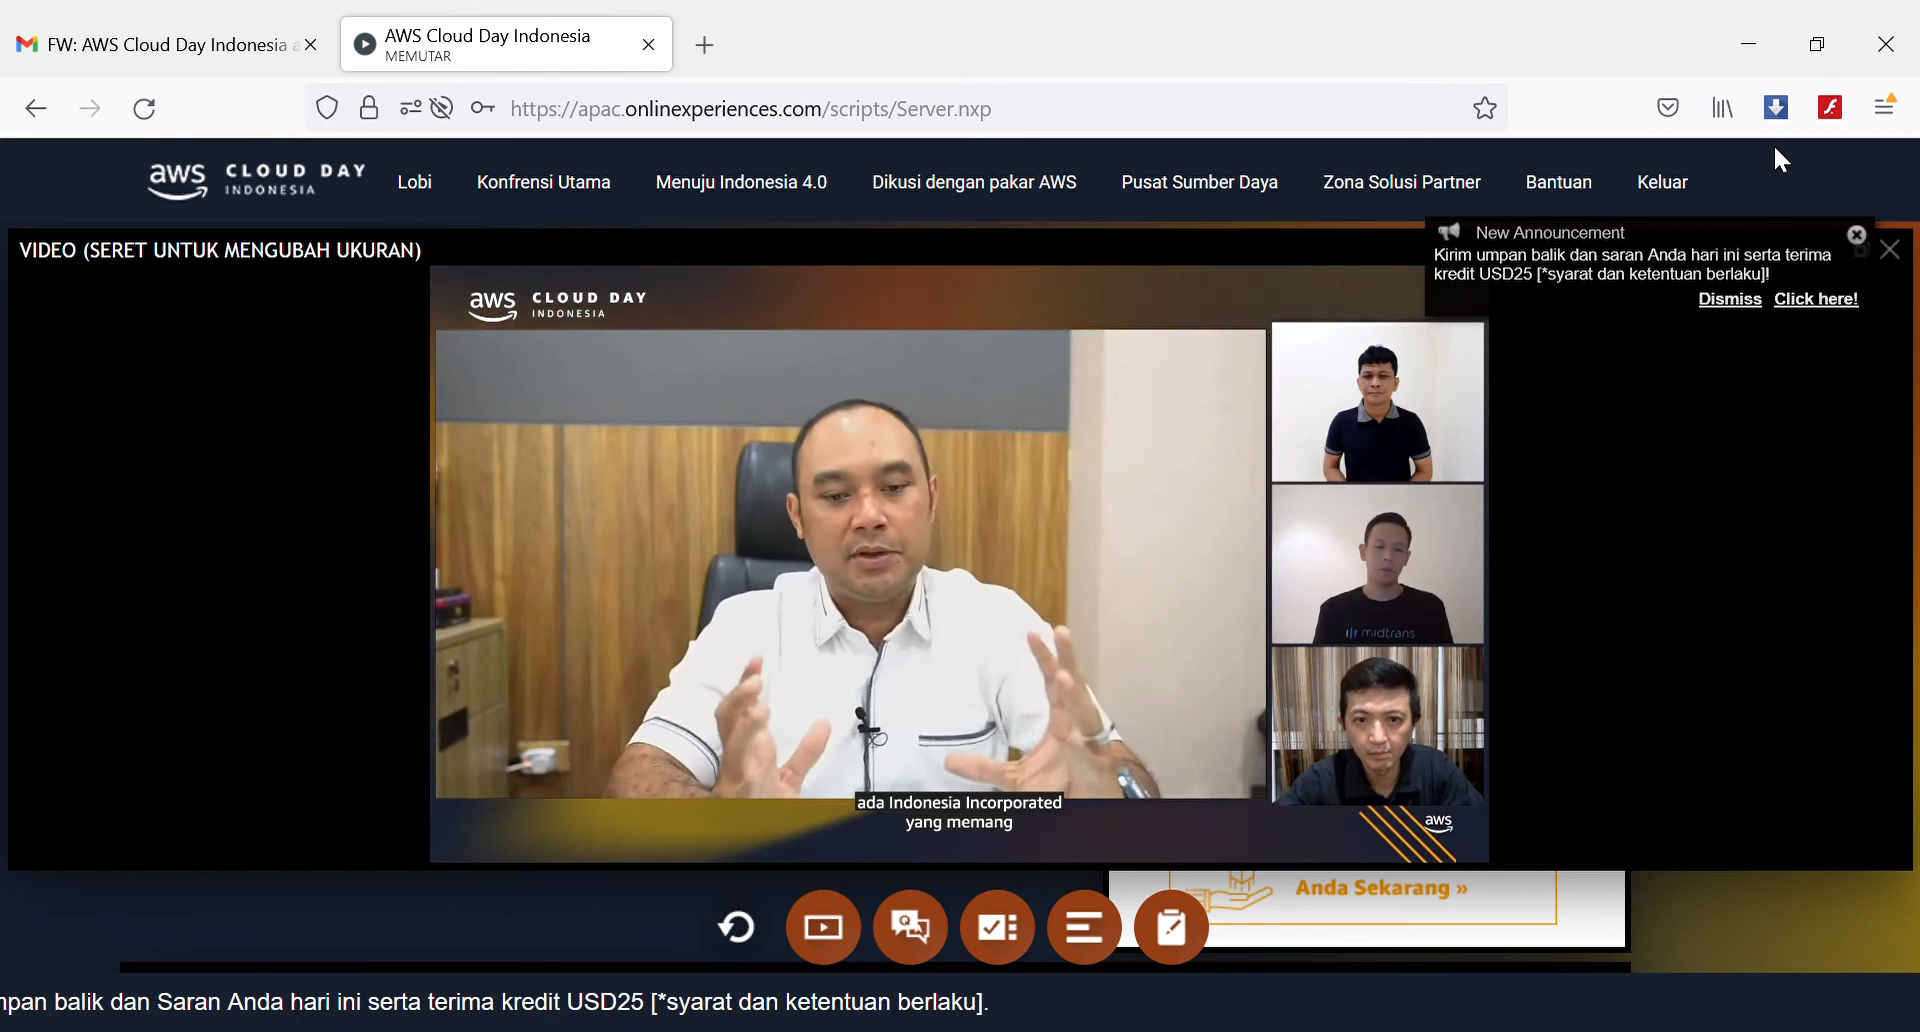 FW: AWS Cloud Day Indonesia a
AWS Cloud Day Indonesia
MEMUTAR
https://apac.onlinexperiences.com/scripts/Server.nxp
aws CLOUD DAY
INDONESIA
Lobi
Konfrensi Utama
Menuju Indonesia 4.0
Dikusi dengan pakar AWS
Pusat Sumber Daya
Zona Solusi Partner
Bantuan
Keluar
VIDEO (SERET UNTUK MENGUBAH UKURAN)
New Announcement
Kirim umpan balik dan saran Anda hari ini serta terima
kredit USD25 [*syarat dan ketentuan berlaku]!
Dismiss Click here!
aws CLOUD DAY
INDONESIA
midtrans
ada Indonesia Incorporated
yang memang
aws
Anda Sekarang »
Q
A
npan balik dan Saran Anda hari ini serta terima kredit USD25 [*syarat dan ketentuan berlaku].